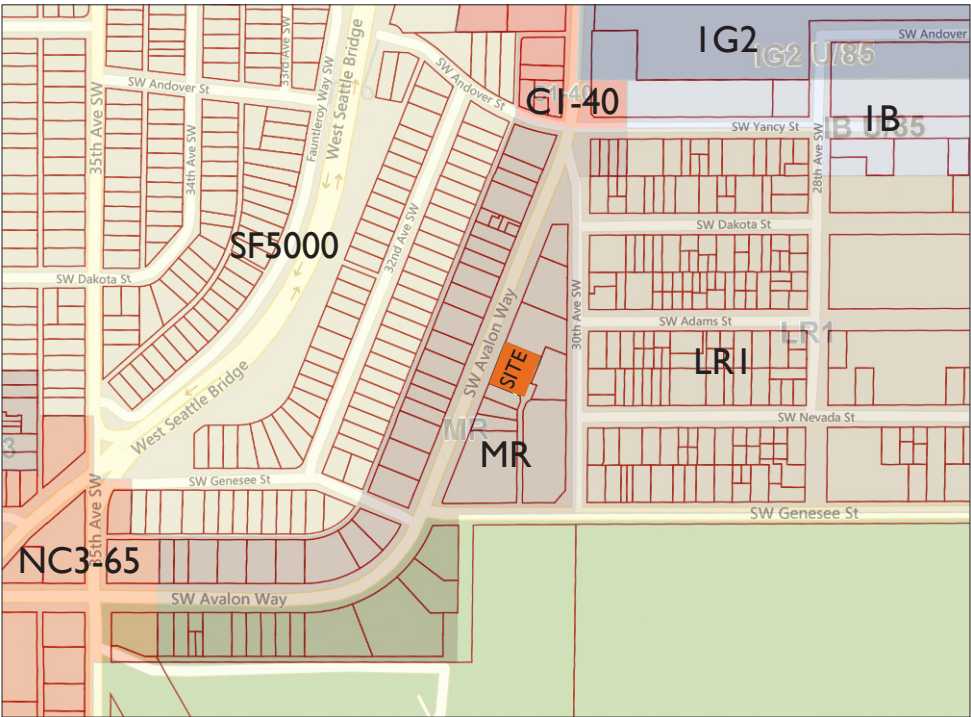 33rd Ave SW
SW Andover
IG2
IG2 U/85
SW Andover St
SW Andover St
C1-40
C1-40
SW Yancy St
IB
IB U/85
35th Ave SW
34th Ave SW
Fauntleroy Way SW
West Seattle Bridge
28th Ave SW
SF5000
32nd Ave SW
SW Dakota St
SW Dakota St
SW Avalon Way
30th Ave SW
SW Adams St
LR1
LR1
SITE
West Seattle Bridge
SW Nevada St
3
MR
MR
SW Genesee St
35th Ave SW
SW Genesee St
NC3-65
SW Avalon Way